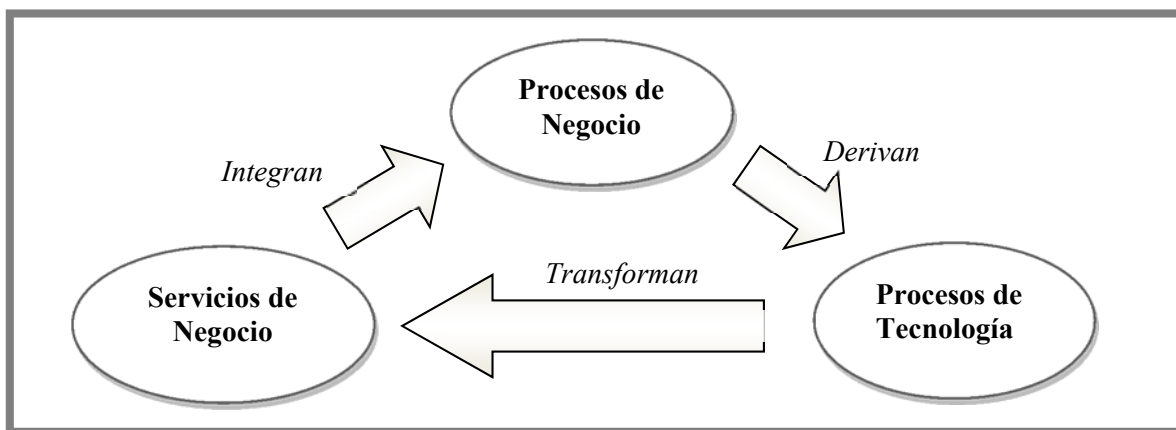 Procesos de
Negocio
Integran
Derivan
Transforman
Servicios de
Negocio
Procesos de
Tecnología